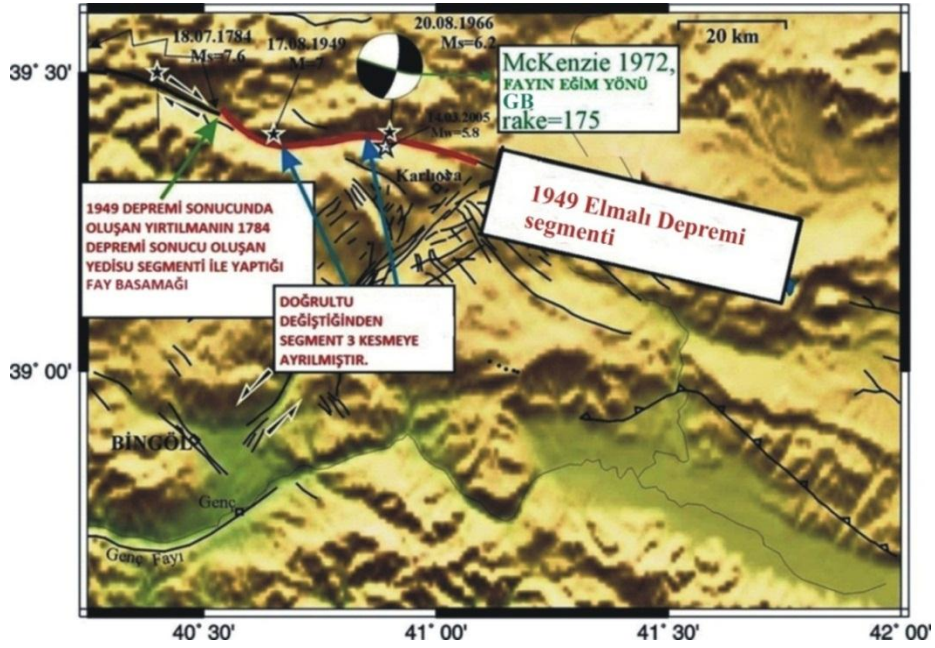 20.08.1966
Ms=6.2
18.07.1784
Ms=7.6
17.08.1949
M=7
20 km
McKenzie 1972,
FAYIN EĞİM YÖNÜ
GB
rake=175
39° 30'
14.03.2005
Mw=5.8
Karlıova
1949 Elmalı Depremi
segmenti
1949 DEPREMİ SONUCUNDA
OLUŞAN YIRTILMANIN 1784
DEPREMİ SONUCU OLUŞAN
YEDİSU SEGMENTİ İLE YAPTIĞI
FAY BASAMAĞI
DOĞRULTU
DEĞİŞTİĞİNDEN
SEGMENT 3 KESMEYE
AYRILMIŞTIR.
39° 00'
BİNGÖL
Genç
Genç Fayı
40° 30'
41° 00'
41° 30'
42° 00'